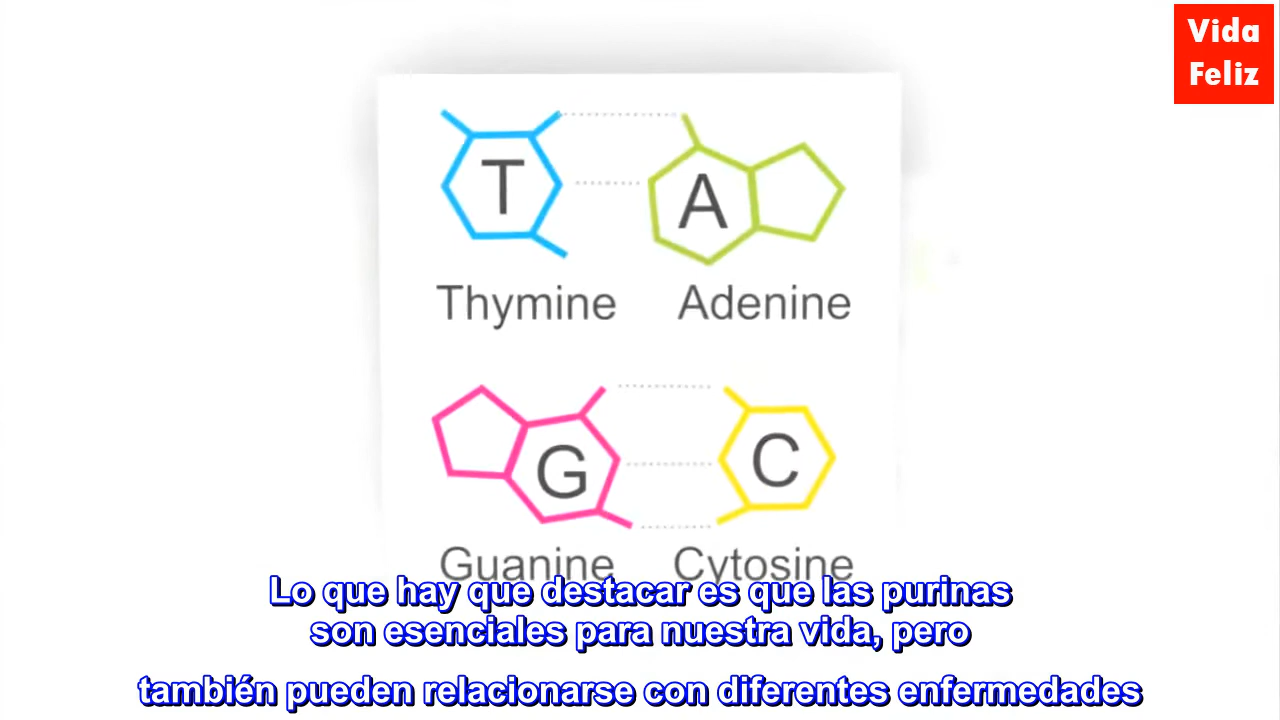 Vida
Feliz
T
A
Thymine
Adenine
G
C
Guanine
Cytosine
Lo que hay que destacar es que las purinas
son esenciales para nuestra vida, pero
también pueden relacionarse con diferentes enfermedades